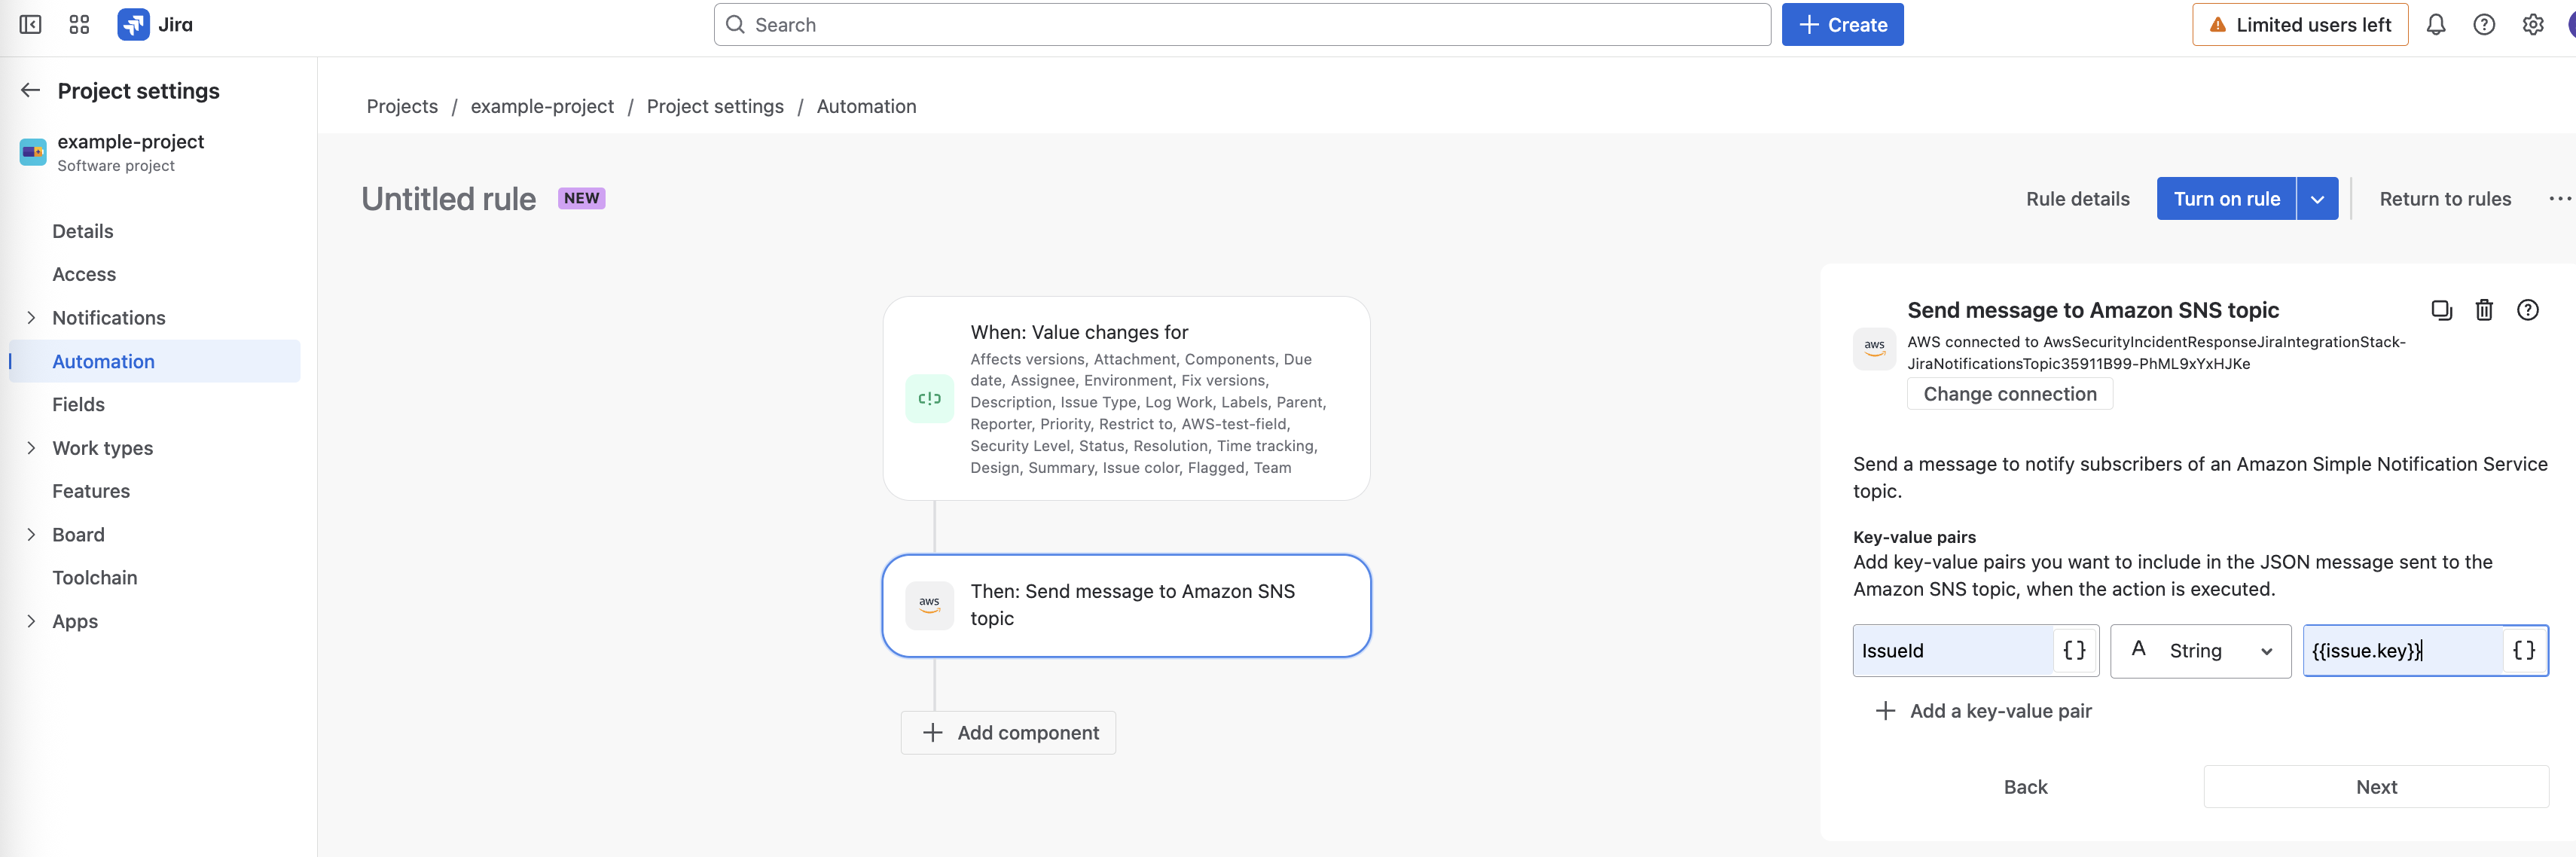 Jira
Search
Create
Limited users left
Project settings
example-project
Software project
Details
Access
Notifications
Automation
Fields
Work types
Features
Board
Toolchain
Apps
Projects / example-project / Project settings / Automation
Untitled rule NEW
Rule details
Turn on rule
Return to rules
When: Value changes for
Affects versions, Attachment, Components, Due
date, Assignee, Environment, Fix versions,
Description, Issue Type, Log Work, Labels, Parent,
Reporter, Priority, Restrict to, AWS-test-field,
Security Level, Status, Resolution, Time tracking,
Design, Summary, Issue color, Flagged, Team
aws
Then: Send message to Amazon SNS
topic
Add component
Send message to Amazon SNS topic
aws
AWS connected to AwsSecurityIncidentResponseJiraIntegrationStack-
JiraNotificationsTopic35911B99-PhML9xYxHJKe
Change connection
Send a message to notify subscribers of an Amazon Simple Notification Service
topic.
Key-value pairs
Add key-value pairs you want to include in the JSON message sent to the
Amazon SNS topic, when the action is executed.
IssueId {} A String {{issue.key}} {}
Add a key-value pair
Back
Next